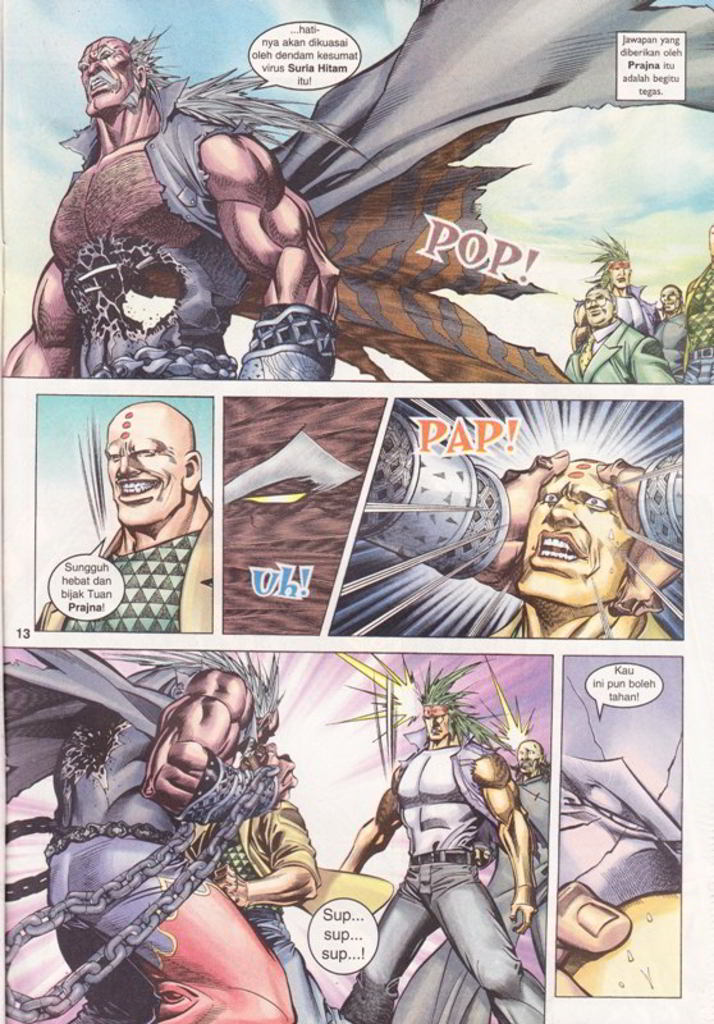 ...hati-
nya akan dikuasai
oleh dendam kesumat
virus Suria Hitam
itu!
Jawapan yang
diberikan oleh
Prajna itu
adalah begitu
tegas.
POP!
Sungguh
hebat dan
bijak Tuan
Prajna!
Uh!
PAP!
13
Sup...
sup...
sup...!
Kau
ini pun boleh
tahan!